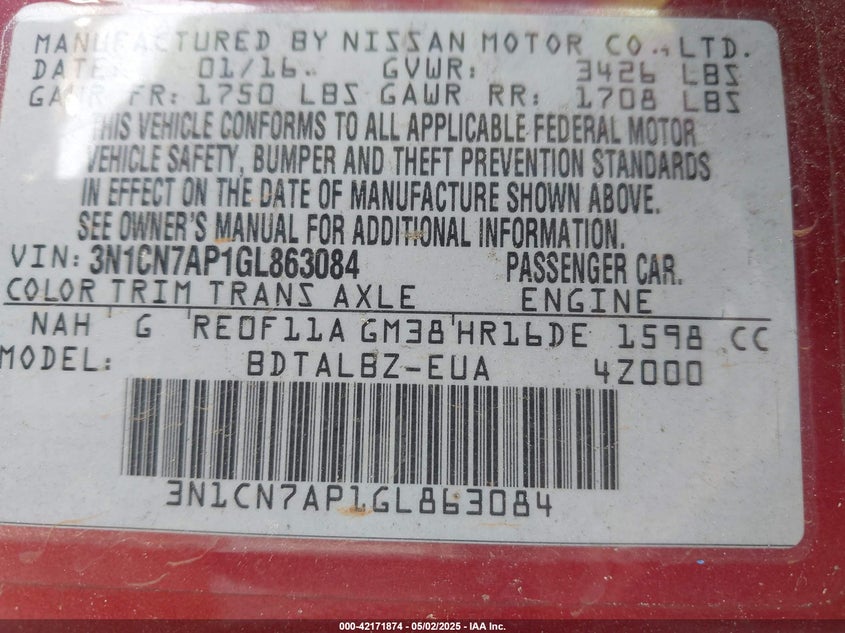 MANUFACTURED BY NISSAN MOTOR CO., LTD.
DATE: 01/16. GVWR: 3426 LBS
GAWR FR: 1750 LBS GAWR RR: 1708 LBS
THIS VEHICLE CONFORMS TO ALL APPLICABLE FEDERAL MOTOR
VEHICLE SAFETY, BUMPER AND THEFT PREVENTION STANDARDS
IN EFFECT ON THE DATE OF MANUFACTURE SHOWN ABOVE.
SEE OWNER'S MANUAL FOR ADDITIONAL INFORMATION.
VIN: 3N1CN7AP1GL863084 PASSENGER CAR.
COLOR TRIM TRANS AXLE ENGINE
NAH G RE0F11A GM38 HR16DE 1598 CC
MODEL: BDTALBZ-EUA 4Z000
3N1CN7AP1GL863084
000-42171874 - 05/02/2025 - IAA Inc.